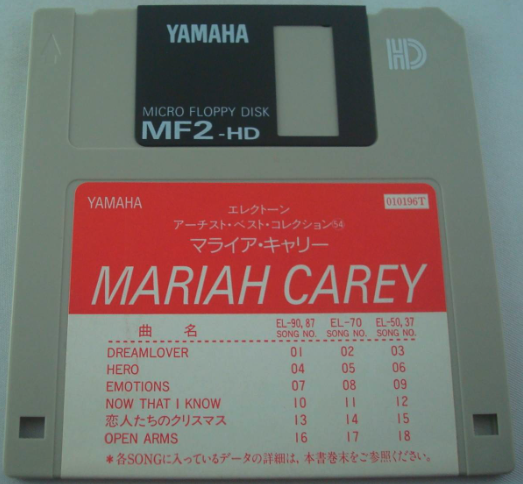 YAMAHA
HD
MICRO FLOPPY DISK
MF2-HD
YAMAHA
010196T
エレクトーン
アーチスト・ベスト・コレクション54
マライア・キャリー
MARIAH CAREY
曲 名 EL-90, 87 SONG NO. EL-70 SONG NO. EL-50, 37 SONG NO.
DREAMLOVER 01 02 03
HERO 04 05 06
EMOTIONS 07 08 09
NOW THAT I KNOW 10 11 12
恋人たちのクリスマス 13 14 15
OPEN ARMS 16 17 18
*各SONGに入っているデータの詳細は、本書巻末をご参照ください。